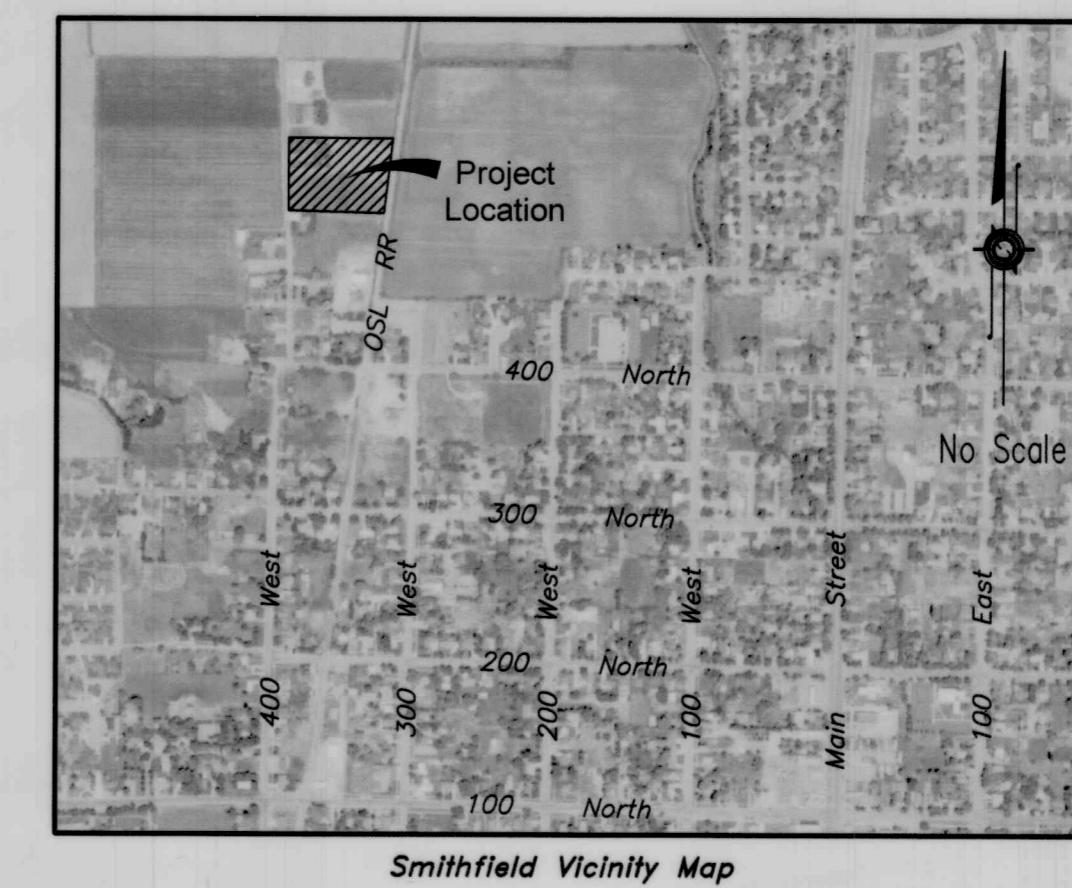 Project
Location
OSL RR
400 North
No Scale
300 North
400 West
300 West
200 West
100 West
Main Street
100 East
200 North
100 North
Smithfield Vicinity Map